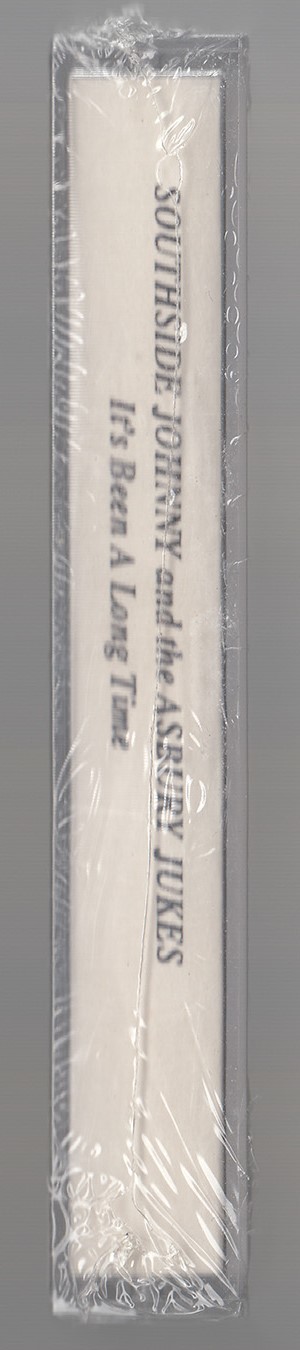 SOUTHSIDE JOHNNY and the ASBURY JUKES
It's Been A Long Time